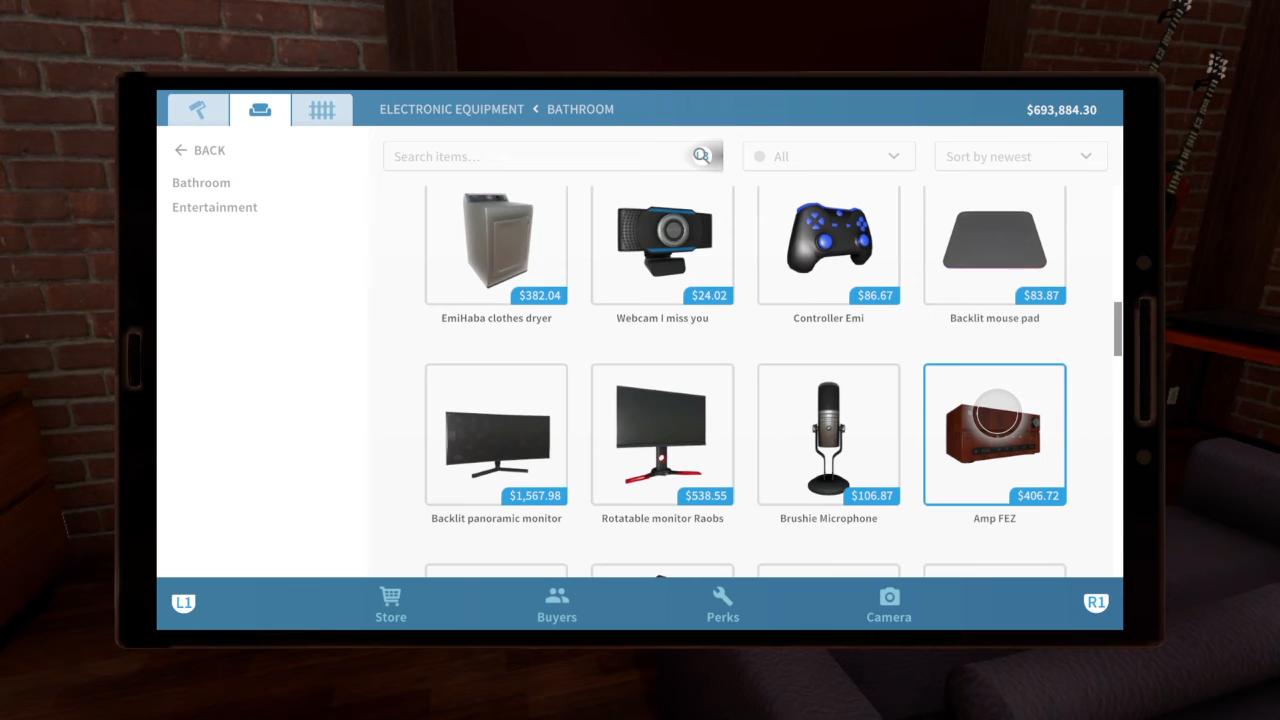 ELECTRONIC EQUIPMENT < BATHROOM
$693,884.30
BACK
Bathroom
Entertainment
Search items...
All
Sort by newest
$382.04
$24.02
$86.67
$83.87
EmiHaba clothes dryer
Webcam I miss you
Controller Emi
Backlit mouse pad
$1,567.98
$538.55
$106.87
$406.72
Backlit panoramic monitor
Rotatable monitor Raobs
Brushie Microphone
Amp FEZ
L1
Store
Buyers
Perks
Camera
R1